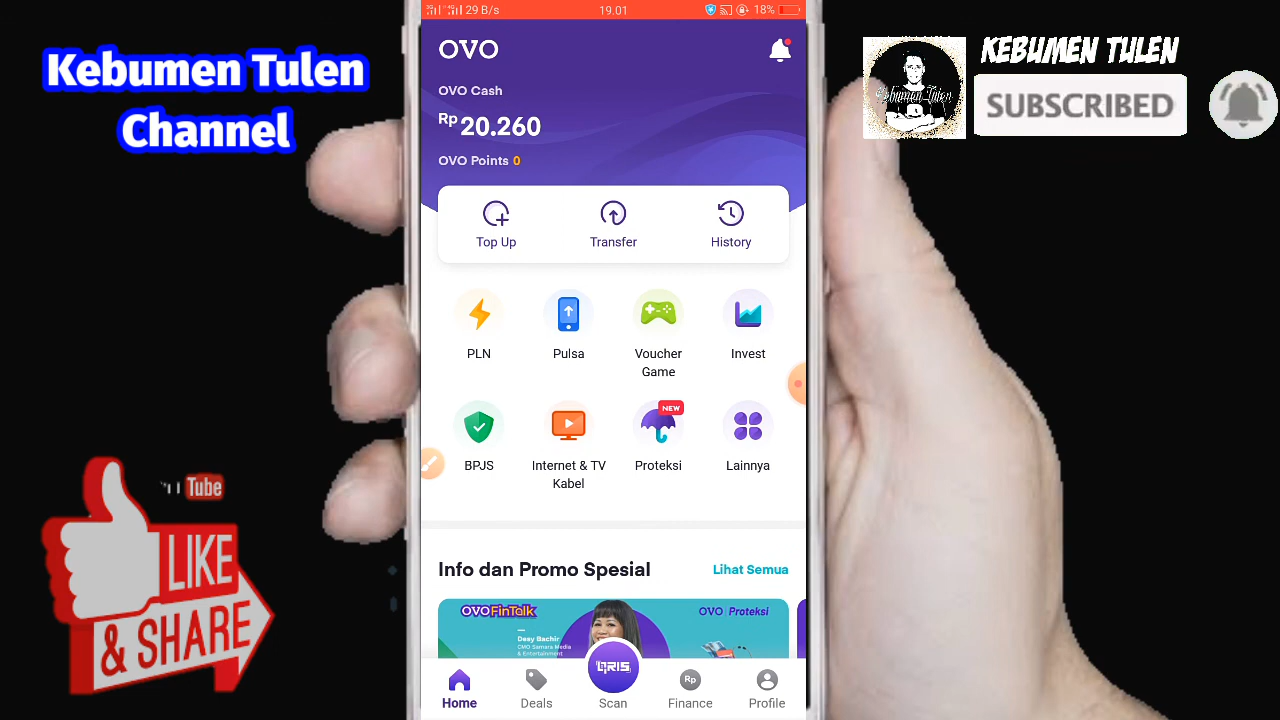 Kebumen Tulen
Channel
KEBUMEN TULEN
Kebumen Tulen
SUBSCRIBED
Tube
LIKE
& SHARE
29 B/s
19.01
18%
OVO
OVO Cash
Rp 20.260
OVO Points 0
Top Up
Transfer
History
PLN
Pulsa
Voucher
Game
Invest
NEW
BPJS
Internet & TV
Kabel
Proteksi
Lainnya
Info dan Promo Spesial
Lihat Semua
OVO FinTalk
OVO Proteksi
Desy Bachir
CMO Samara Media
& Entertainment
QRIS
Rp
Home
Deals
Scan
Finance
Profile